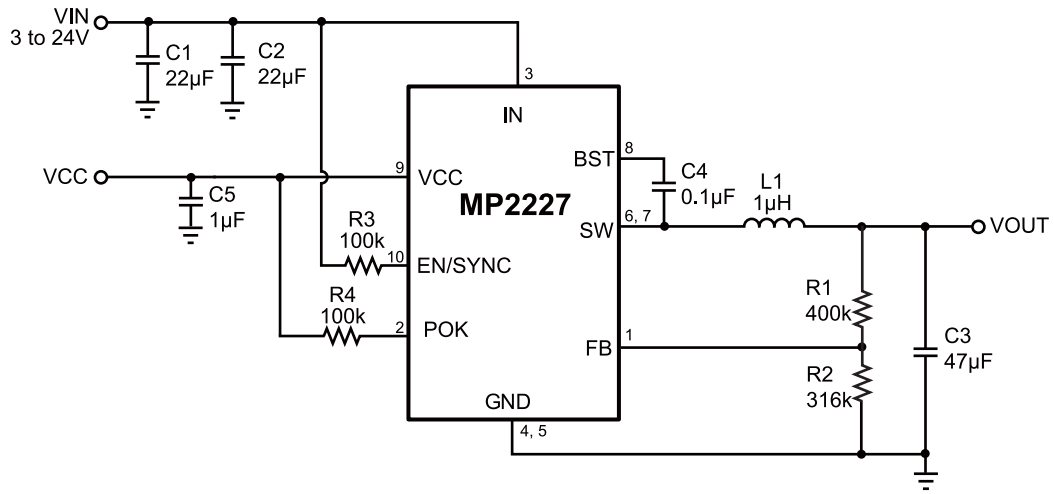 VIN
3 to 24V
C1
22µF
C2
22µF
3
IN
VCC
C5
1µF
9
VCC
MP2227
BST
8
C4
0.1µF
L1
1µH
6, 7
SW
VOUT
R3
100k
10
EN/SYNC
R4
100k
2
POK
R1
400k
FB
1
C3
47µF
R2
316k
GND
4, 5